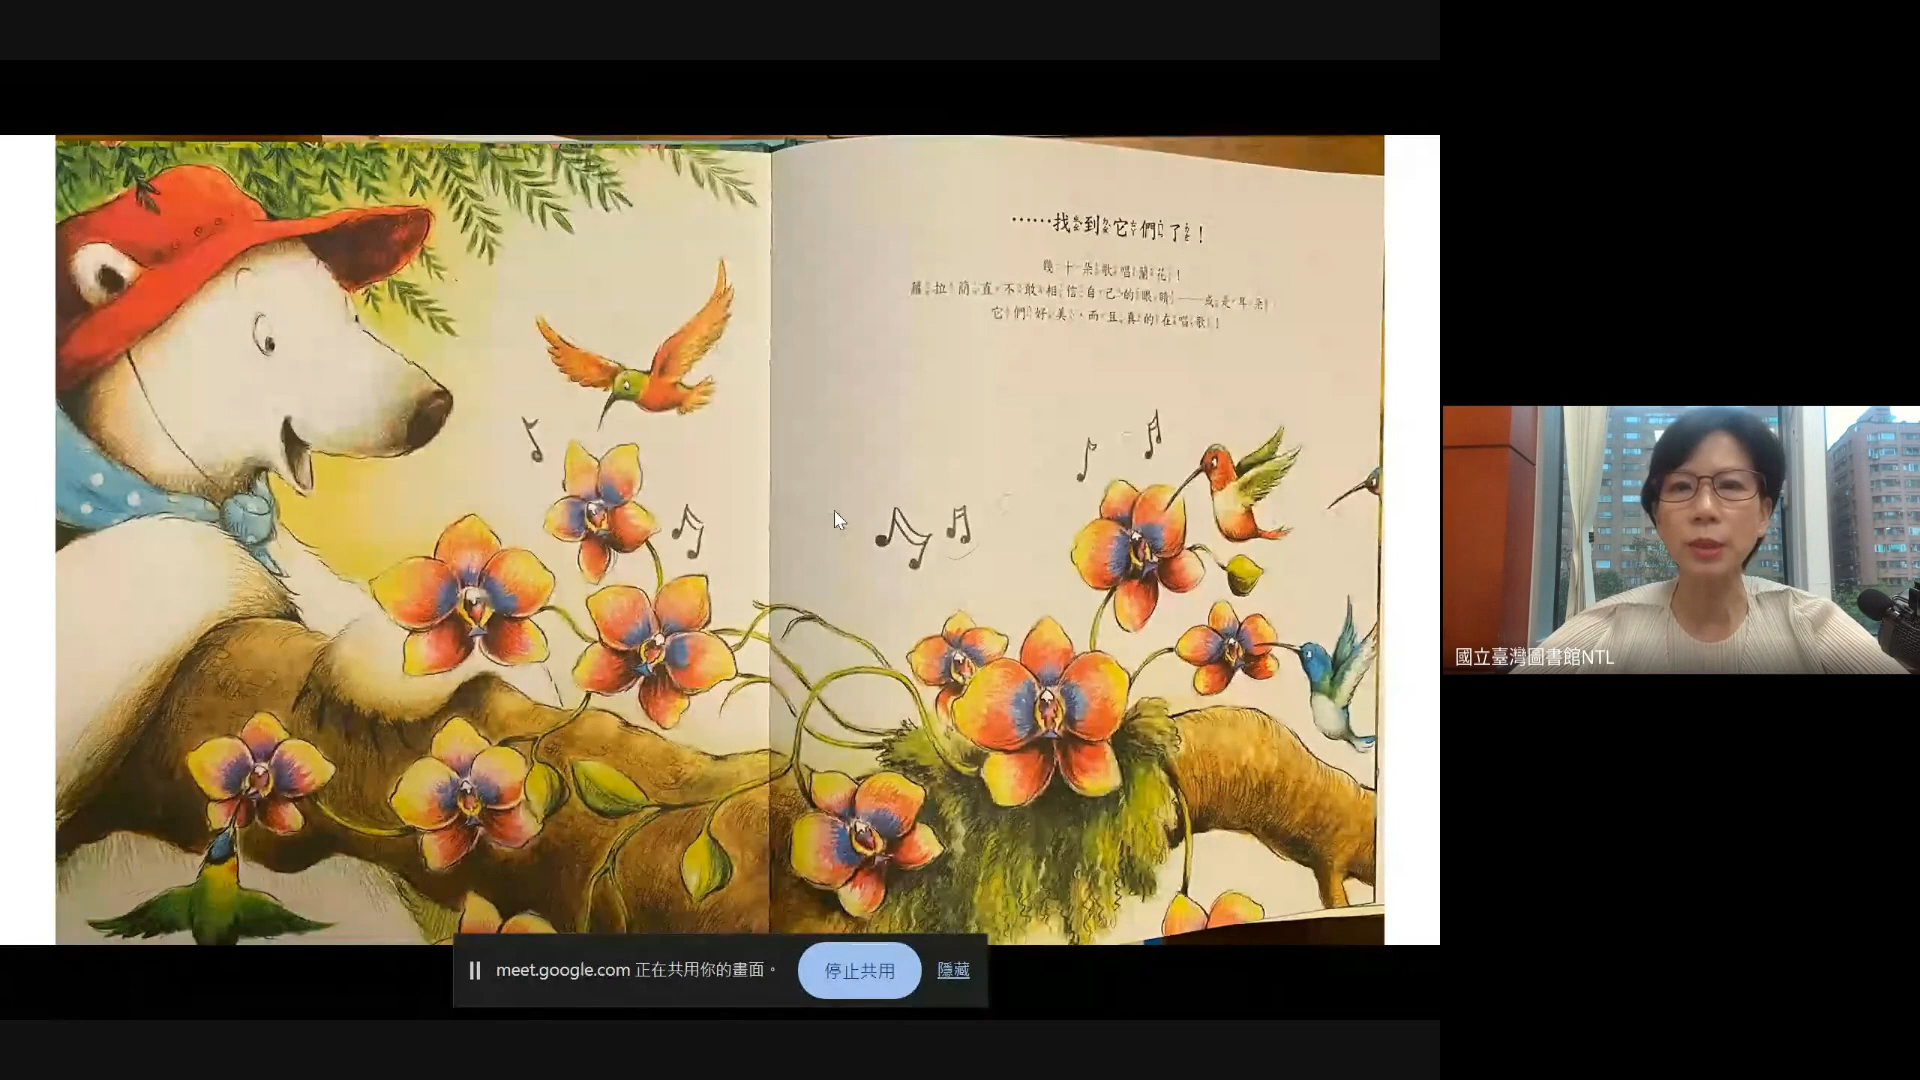 ……找到它們了！
幾十朵歌唱蘭花！
蘿拉簡直不敢相信自己的眼睛——或是耳朵
它們好美，而且真的在唱歌！
國立臺灣圖書館NTL
meet.google.com 正在共用你的畫面。
停止共用
隱藏